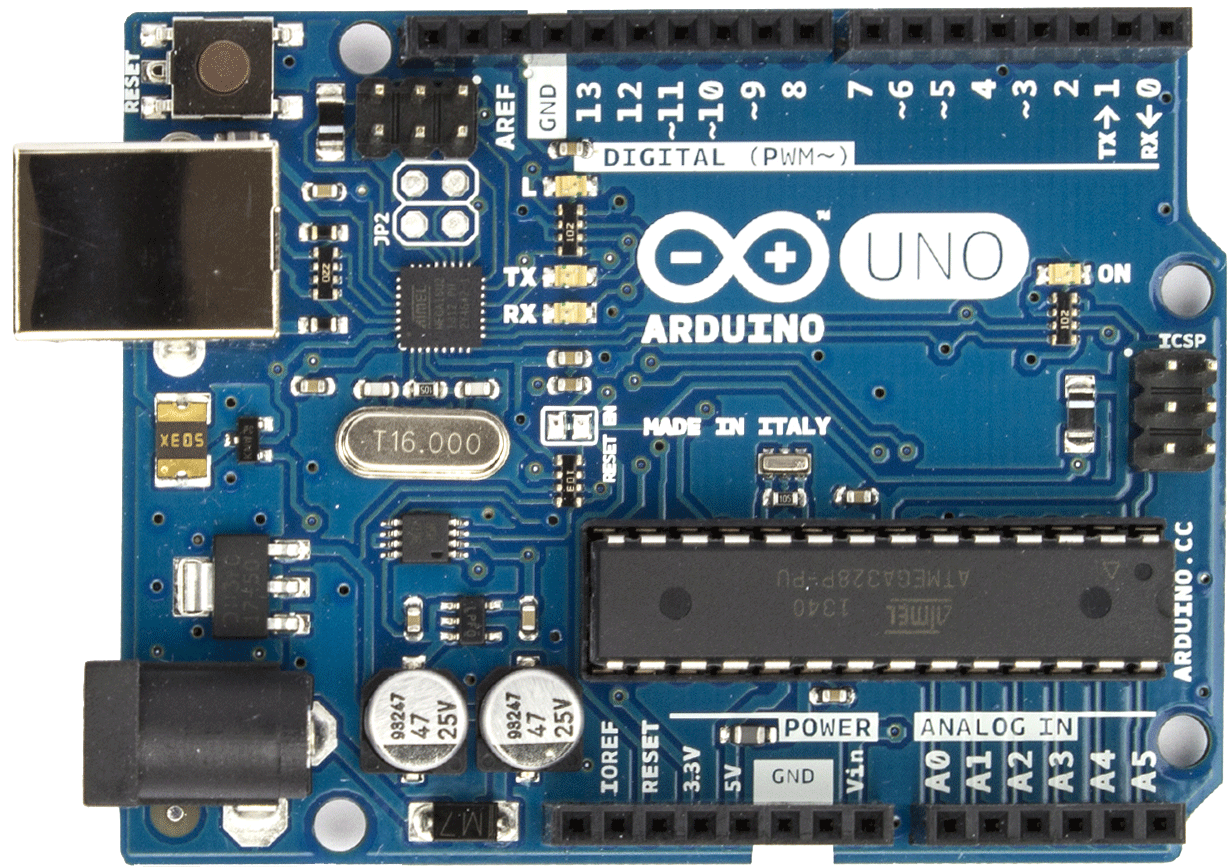 RESET
AREF
GND
13
12
~11
~10
~9
8
7
~6
~5
4
~3
2
TX→1
RX←0
DIGITAL (PWM~)
L
JP2
TM
UNO
TX
ON
RX
ARDUINO
ICSP
T16.000
MADE IN ITALY
RESET EN
ATMEGA328P-PU
1340
ATMEL
ARDUINO.CC
98247
47
25V
98247
47
25V
POWER
ANALOG IN
IOREF
RESET
3.3V
5V
GND
Vin
A0
A1
A2
A3
A4
A5
M7